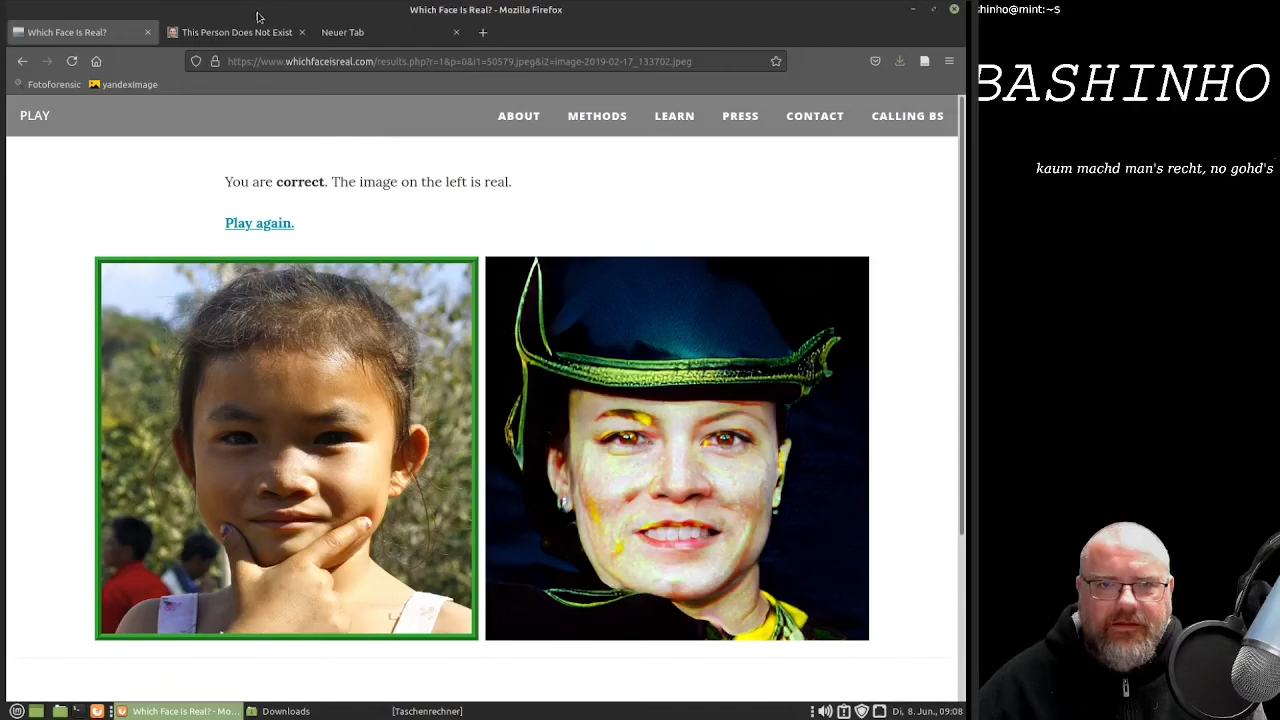 Which Face Is Real? - Mozilla Firefox
hinho@mint:~$
Which Face Is Real?
This Person Does Not Exist
Neuer Tab
https://www.whichfaceisreal.com/results.php?r=1&p=0&i1=50579.jpeg&i2=image-2019-02-17_133702.jpeg
Fotoforensic
yandexImage
PLAY
ABOUT
METHODS
LEARN
PRESS
CONTACT
CALLING BS
BASHINHO
kaum machd man's recht, no gohd's
You are correct. The image on the left is real.
Play again.
Which Face Is Real? - Mo...
Downloads
[Taschenrechner]
Di, 8. Jun., 09:08